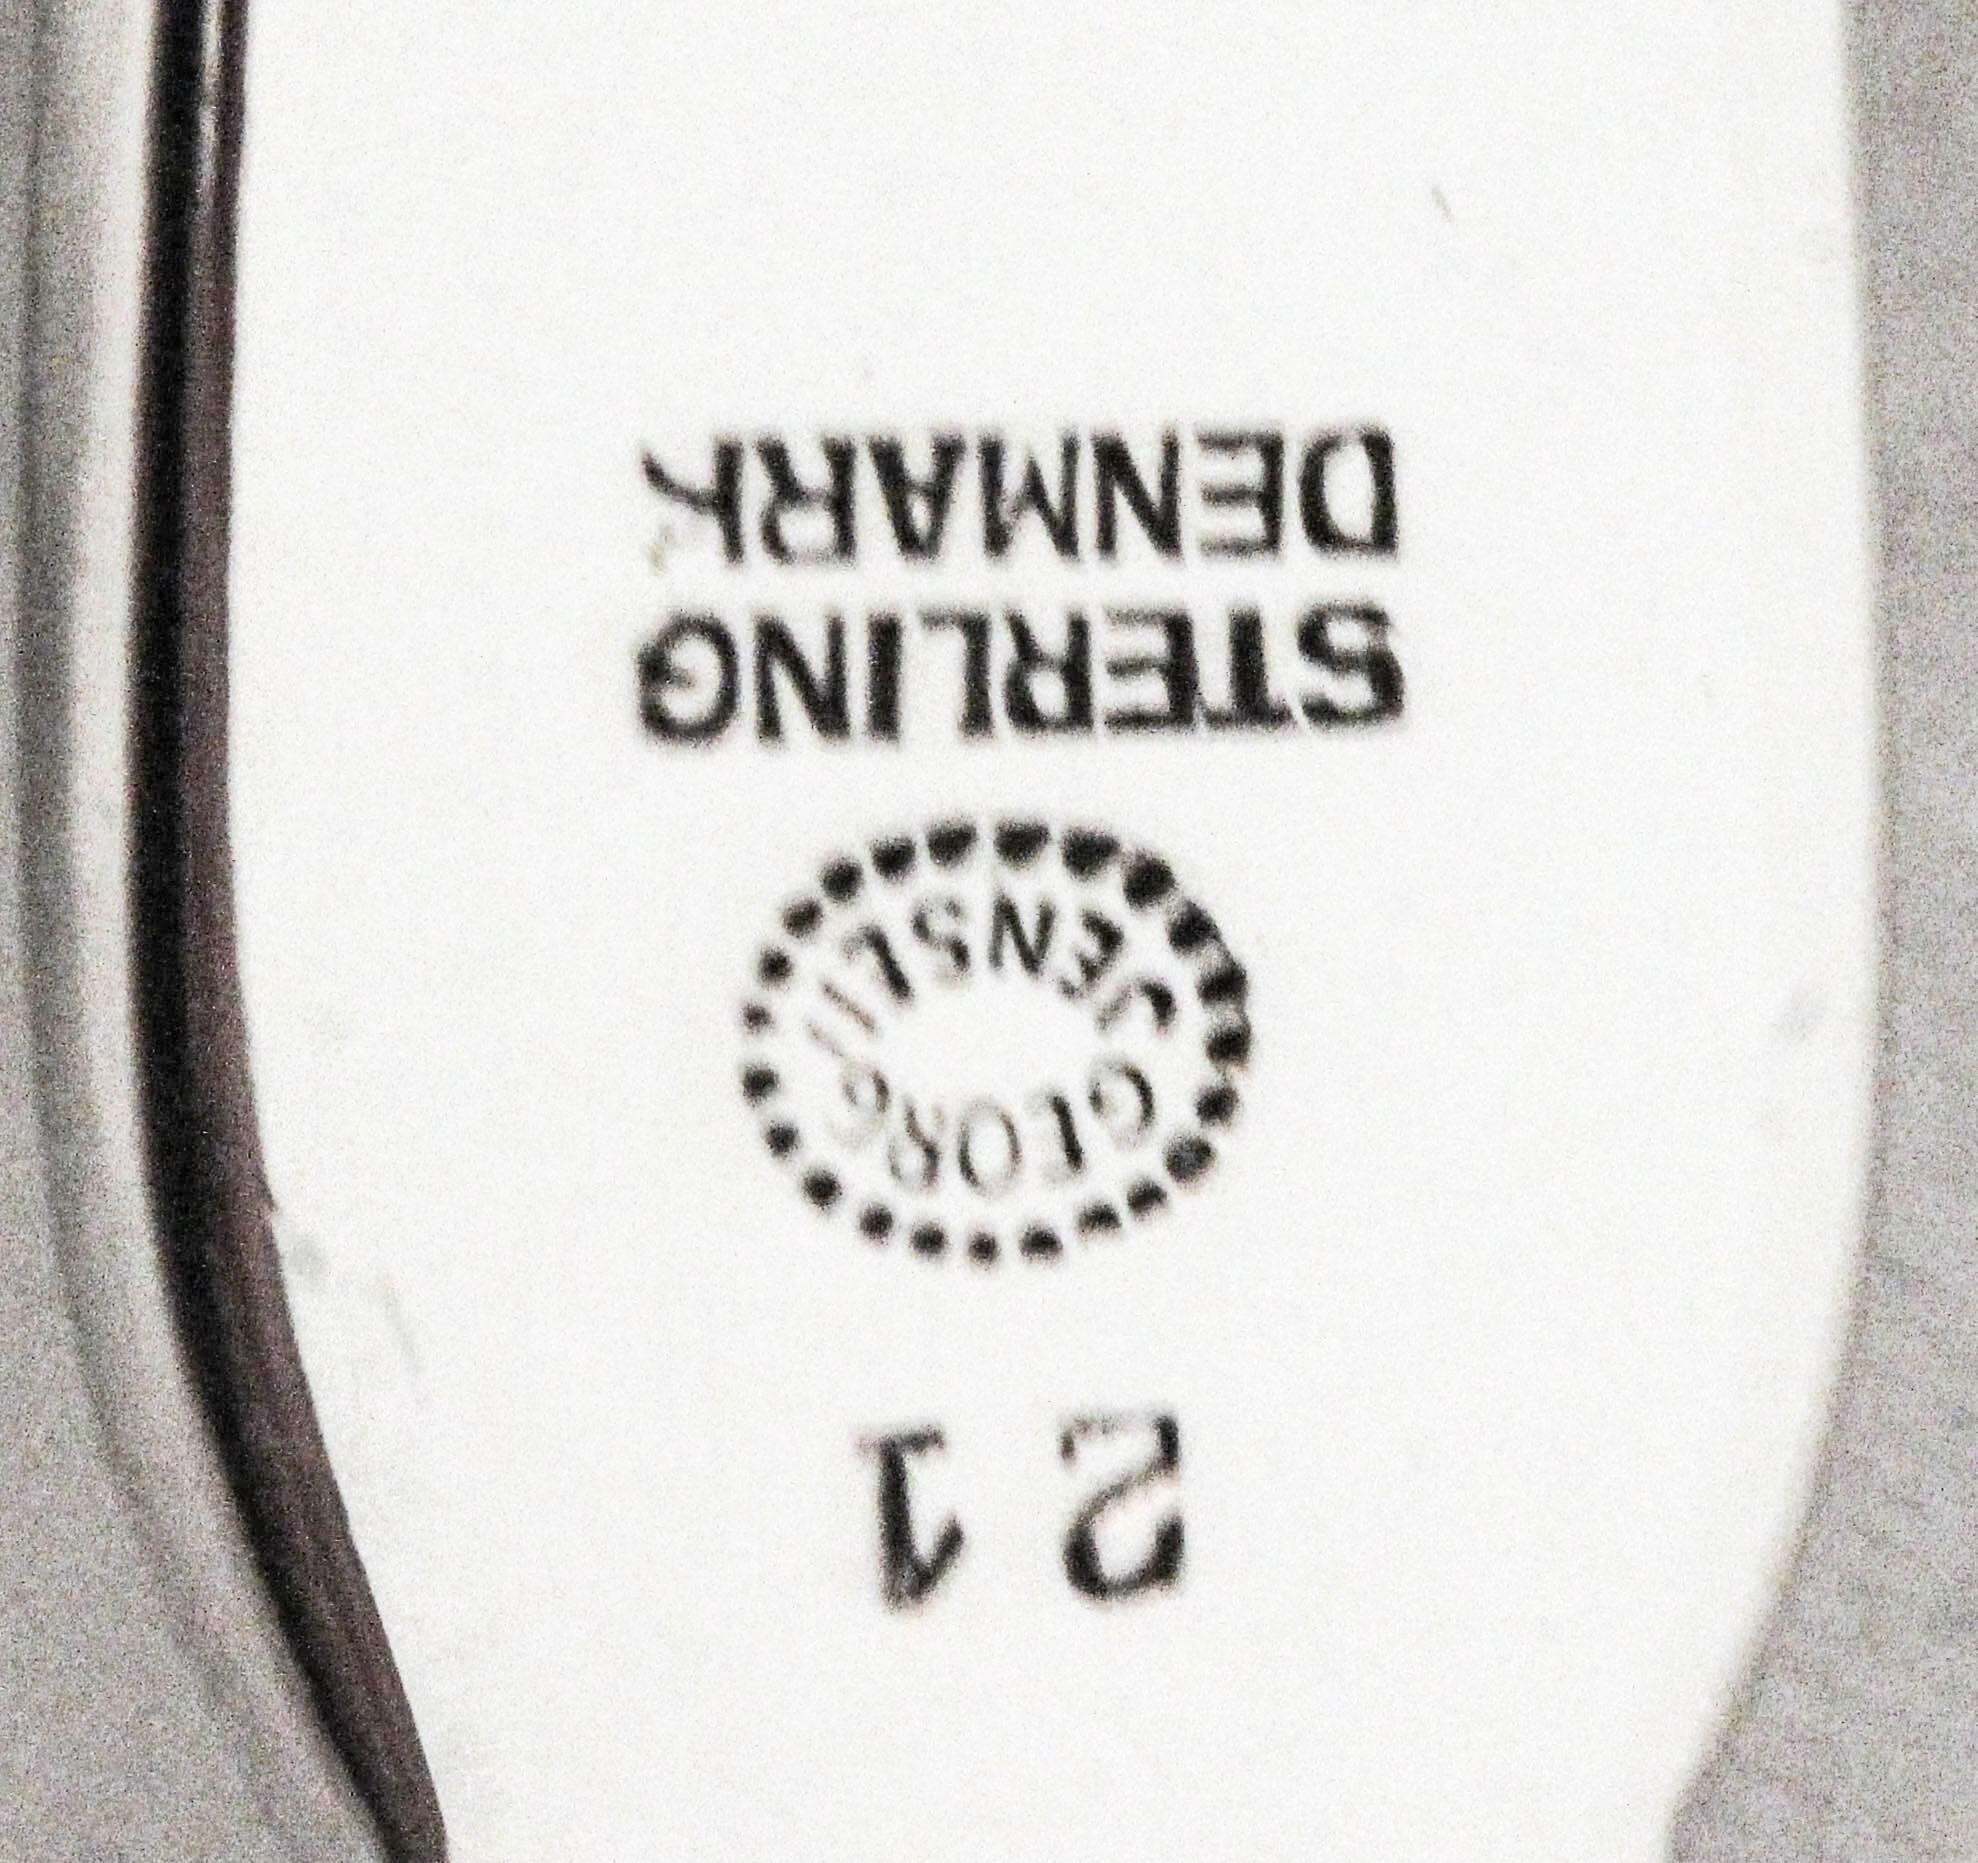 21
GEORG
JENSEN
STERLING
DENMARK